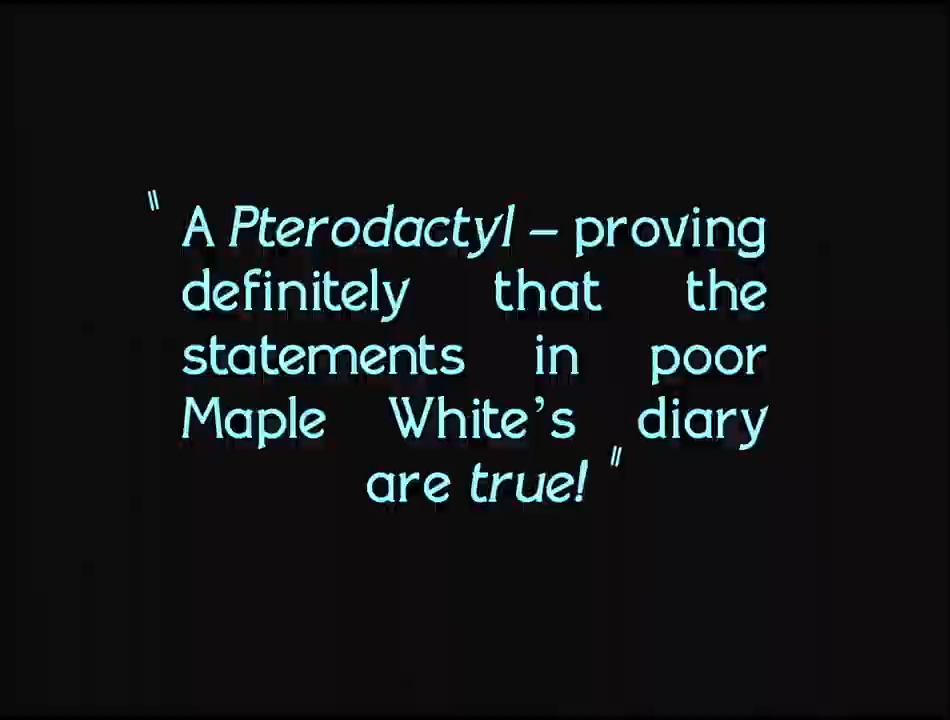 " A Pterodactyl – proving
definitely that the
statements in poor
Maple White’s diary
are true! "